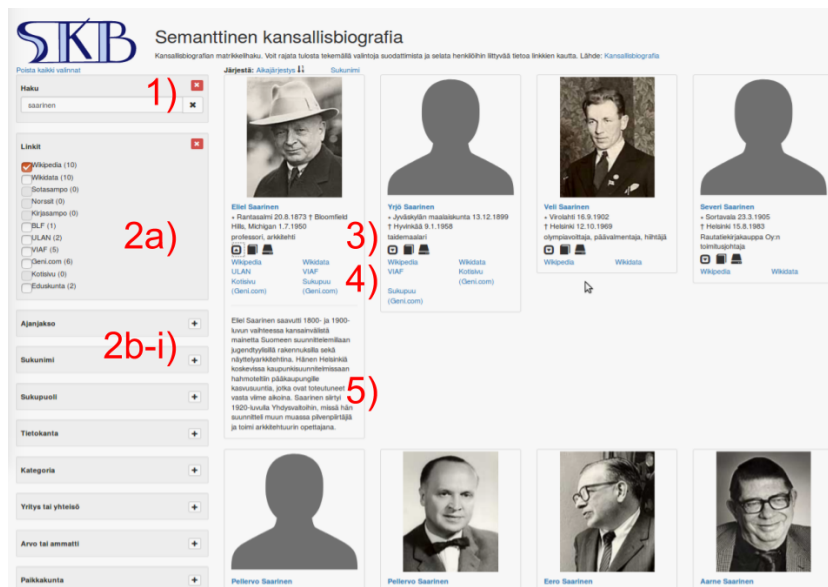 SKB
Semanttinen kansallisbiografia
Kansallisbiografian matrikkelihaku. Voit rajata tulosta tekemällä valintoja suodattimista ja selata henkilöihin liittyvää tietoa linkkien kautta. Lähde: Kansallisbiografia
Poista kaikki valinnat
Järjestä: Aikajärjestys Sukunimi
Haku
1)
saarinen
Linkit
Wikipedia (10)
Wikidata (10)
Sotasampo (0)
Norssit (0)
Kirjasampo (0)
BLF (1)
ULAN (2)
VIAF (5)
Geni.com (6)
Kotisivu (0)
Eduskunta (2)
2a)
Ajanjakso
2b-i)
Sukunimi
Sukupuoli
Tietokanta
Kategoria
Yritys tai yhteisö
Arvo tai ammatti
Paikkakunta
Eliel Saarinen
⋆ Rantasalmi 20.8.1873 † Bloomfield
Hills, Michigan 1.7.1950
professori, arkkitehti
3)
Wikipedia Wikidata
ULAN VIAF
Kotisivu Sukupuu
(Geni.com) (Geni.com)
4)
Eliel Saarinen saavutti 1800- ja 1900-
luvun vaihteessa kansainvälistä
mainetta Suomeen suunnittelemillaan
jugendtyylisillä rakennuksilla sekä
näyttelyarkkitehtina. Hänen Helsinkiä
koskevissa kaupunkisuunnitelmissaan
hahmoteltiin pääkaupungille
kasvusuuntia, jotka ovat toteutuneet
vasta viime aikoina. Saarinen siirtyi
1920-luvulla Yhdysvaltoihin, missä hän
suunnitteli muun muassa pilvenpiirtäjiä
ja toimi arkkitehtuurin opettajana.
5)
Yrjö Saarinen
⋆ Jyväskylän maalaiskunta 13.12.1899
† Hyvinkää 9.1.1958
taidemaalari
Wikipedia Wikidata
VIAF Kotisivu
(Geni.com)
Sukupuu
(Geni.com)
Veli Saarinen
⋆ Virolahti 16.9.1902
† Helsinki 12.10.1969
olympiavoittaja, päävalmentaja, hiihtäjä
Wikipedia Wikidata
Severi Saarinen
⋆ Sortavala 23.3.1905
† Helsinki 15.8.1983
Rautatiekirjakauppa Oy:n
toimitusjohtaja
Wikipedia Wikidata
Pellervo Saarinen
Pellervo Saarinen
Eero Saarinen
Aarne Saarinen